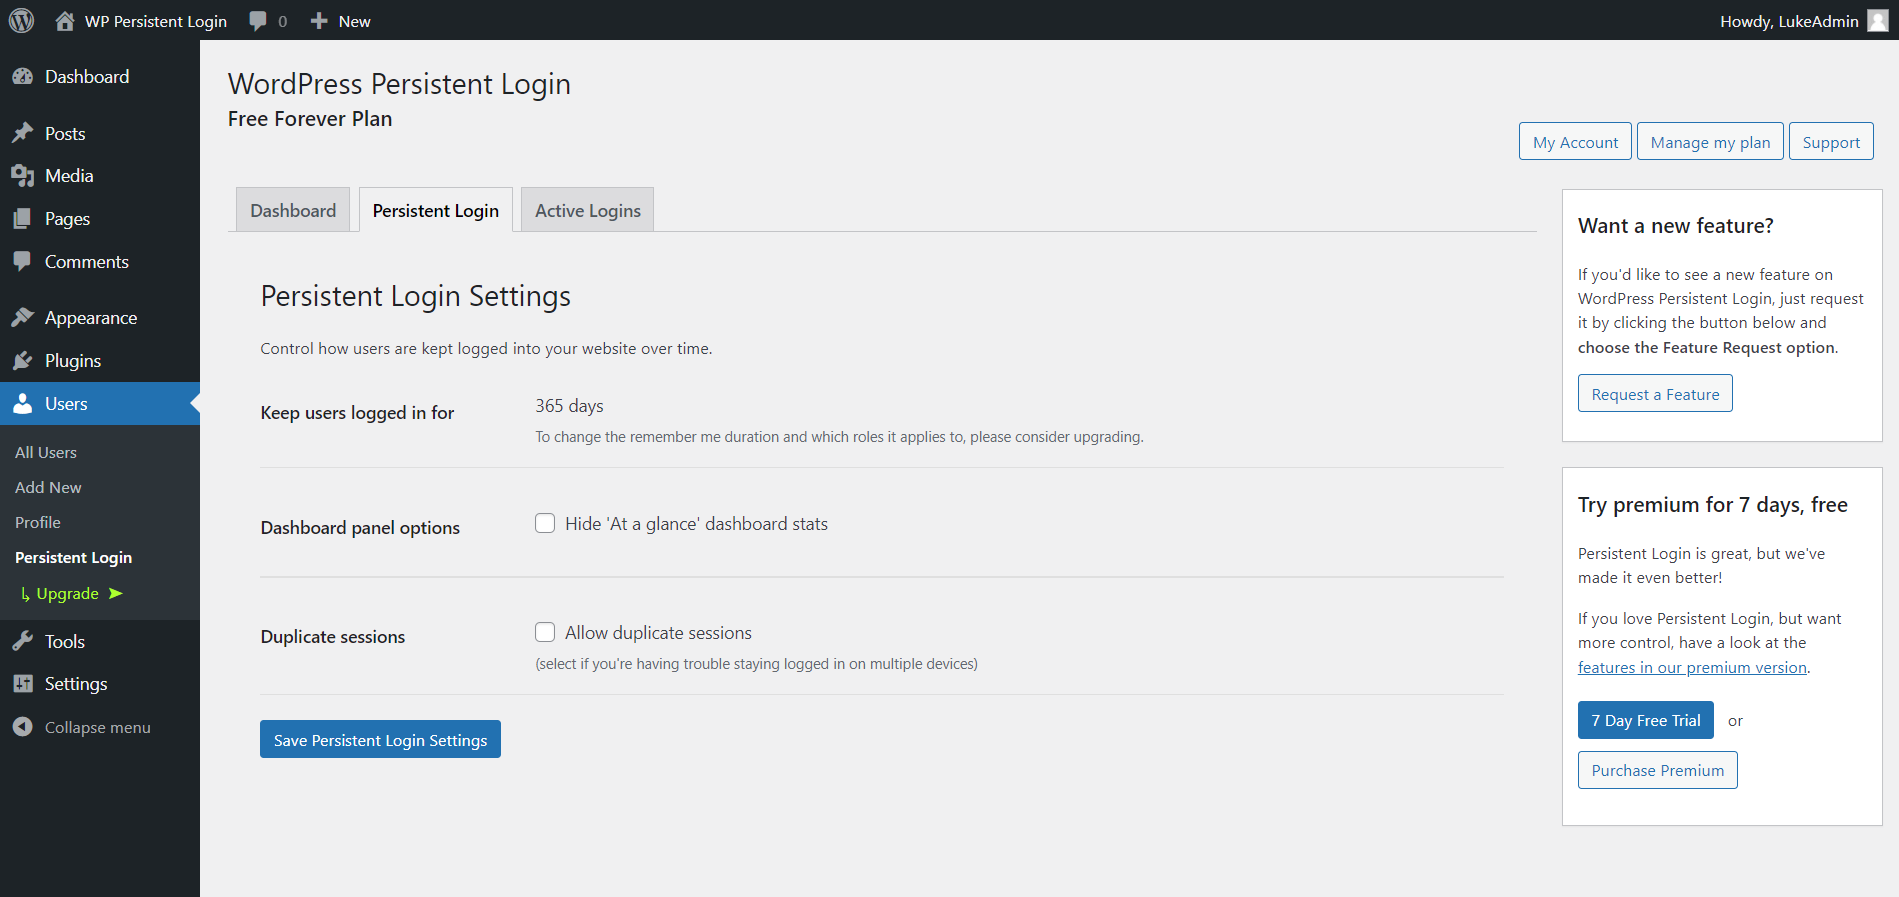 WP Persistent Login
0
New
Howdy, LukeAdmin
Dashboard
Posts
Media
Pages
Comments
Appearance
Plugins
Users
All Users
Add New
Profile
Persistent Login
↳ Upgrade ➤
Tools
Settings
Collapse menu
WordPress Persistent Login
Free Forever Plan
My Account
Manage my plan
Support
Dashboard
Persistent Login
Active Logins
Persistent Login Settings
Control how users are kept logged into your website over time.
Keep users logged in for
365 days
To change the remember me duration and which roles it applies to, please consider upgrading.
Dashboard panel options
Hide 'At a glance' dashboard stats
Duplicate sessions
Allow duplicate sessions
(select if you're having trouble staying logged in on multiple devices)
Save Persistent Login Settings
Want a new feature?
If you'd like to see a new feature on
WordPress Persistent Login, just request
it by clicking the button below and
choose the Feature Request option.
Request a Feature
Try premium for 7 days, free
Persistent Login is great, but we've
made it even better!
If you love Persistent Login, but want
more control, have a look at the
features in our premium version.
7 Day Free Trial or
Purchase Premium